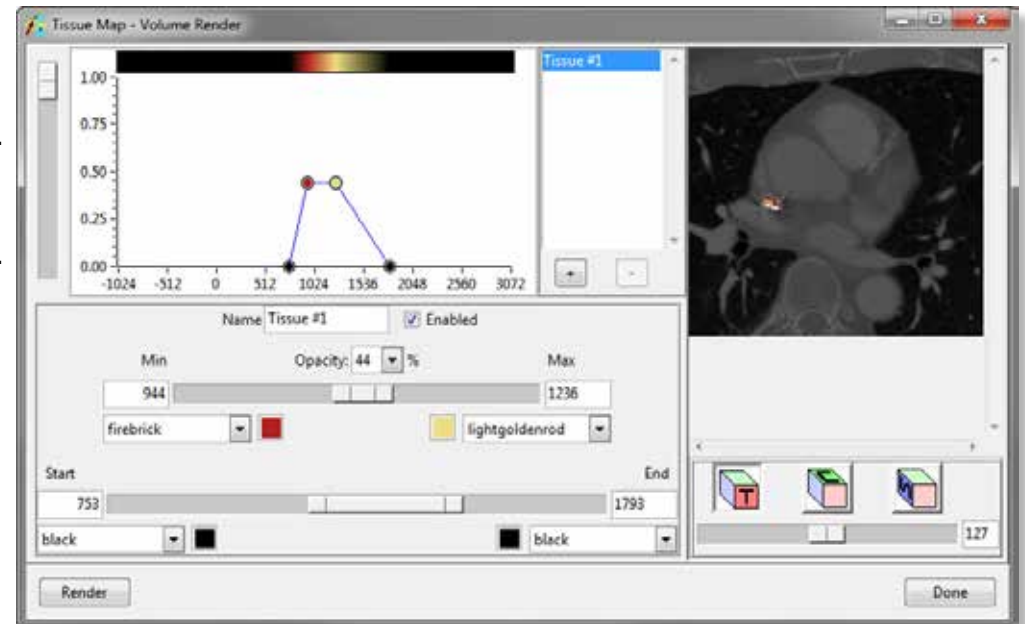 Tissue Map - Volume Render
1.00
0.75
0.50
0.25
0.00
-1024 -512 0 512 1024 1536 2048 2560 3072
Tissue #1
+ -
Name Tissue #1 Enabled
Min Opacity: 44 % Max
944 1236
firebrick lightgoldenrod
Start End
753 1793
black black
T C S
127
Render Done